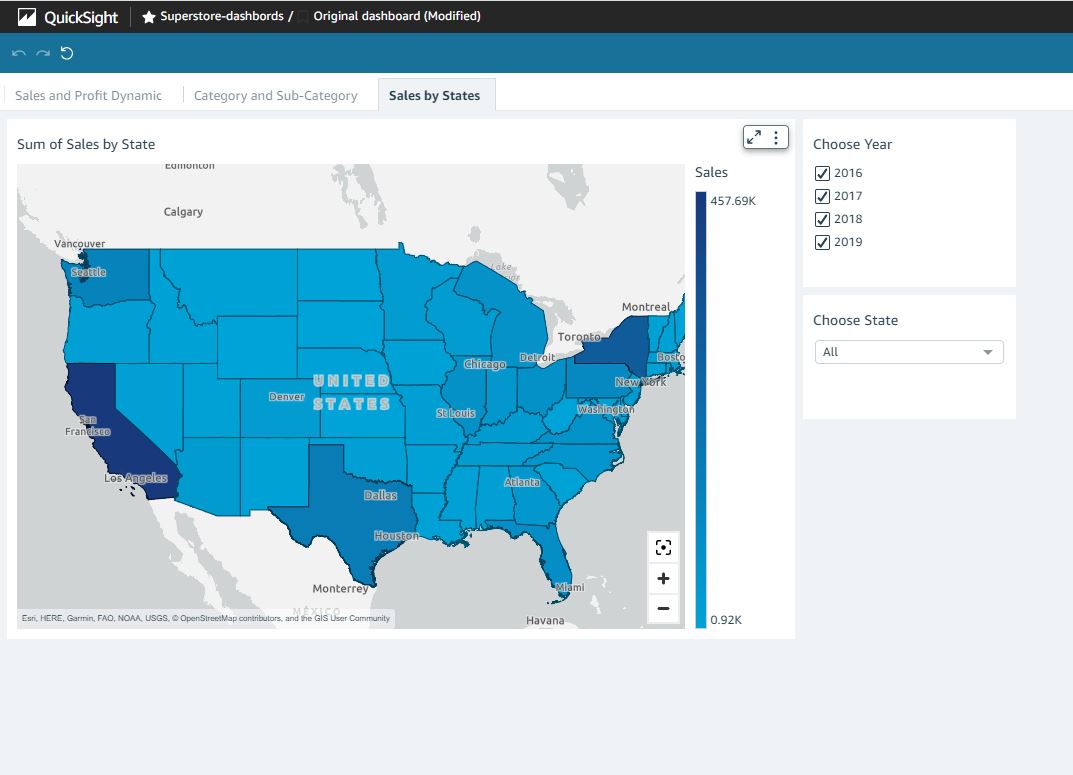 QuickSight
Superstore-dashbords / Original dashboard (Modified)
Sales and Profit Dynamic
Category and Sub-Category
Sales by States
Sum of Sales by State
Edmonton
Calgary
Vancouver
Seattle
Lake
Montreal
Toronto
Detroit
Chicago
Bosto
New York
UNITED
STATES
Denver
St Louis
Washington
San
Francisco
Los Angeles
Atlanta
Dallas
Houston
Monterrey
Miami
MÉXICO
Havana
Esri, HERE, Garmin, FAO, NOAA, USGS, © OpenStreetMap contributors, and the GIS User Community
Sales
457.69K
0.92K
Choose Year
2016
2017
2018
2019
Choose State
All